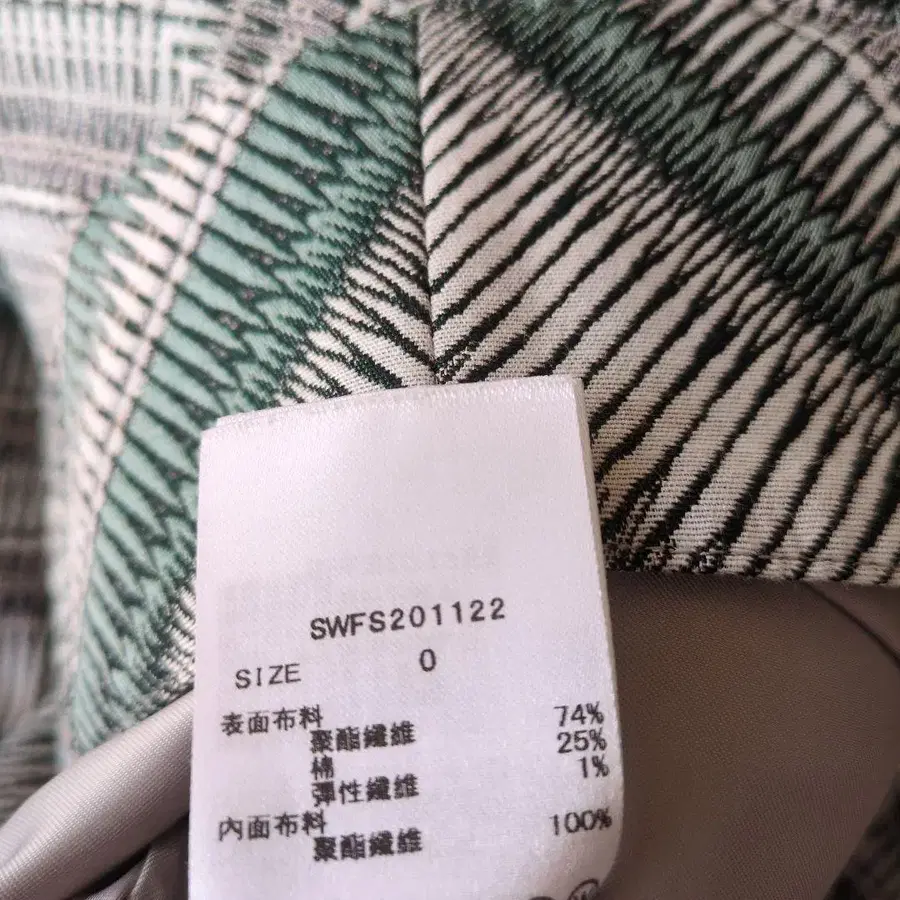 SWFS201122
SIZE 0
表面布料
聚酯纖維 74%
棉 25%
彈性纖維 1%
內面布料
聚酯纖維 100%